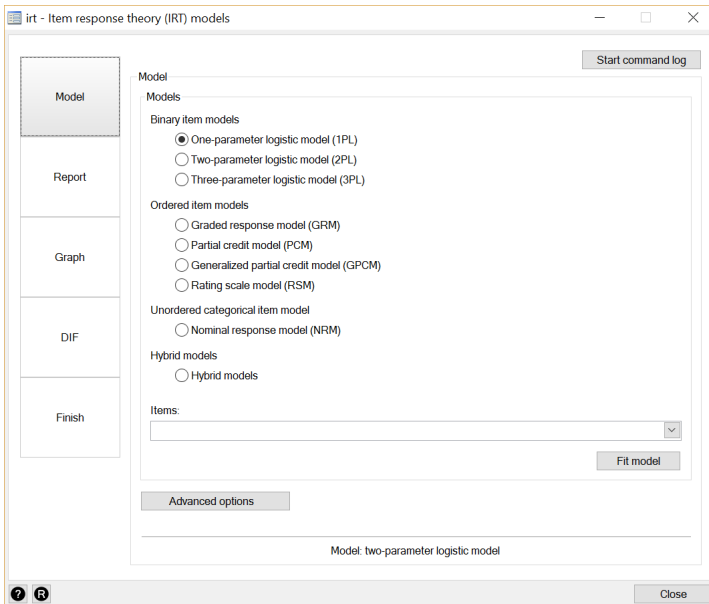 irt - Item response theory (IRT) models
Start command log
Model
Report
Graph
DIF
Finish
Model
Models
Binary item models
One-parameter logistic model (1PL)
Two-parameter logistic model (2PL)
Three-parameter logistic model (3PL)
Ordered item models
Graded response model (GRM)
Partial credit model (PCM)
Generalized partial credit model (GPCM)
Rating scale model (RSM)
Unordered categorical item model
Nominal response model (NRM)
Hybrid models
Hybrid models
Items:
Fit model
Advanced options
Model: two-parameter logistic model
? R
Close